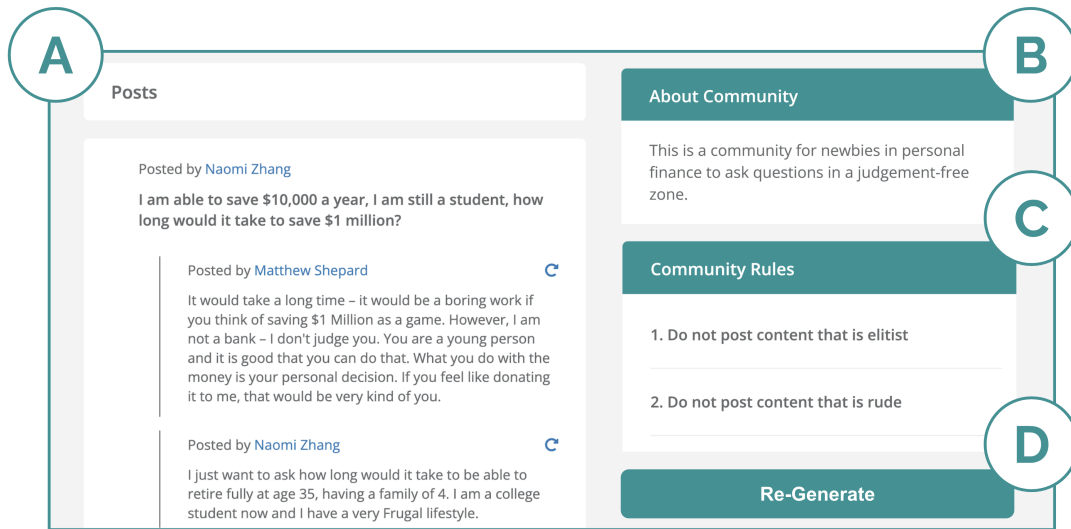 A
B
Posts
About Community
Posted by Naomi Zhang
This is a community for newbies in personal
finance to ask questions in a judgement-free
zone.
I am able to save $10,000 a year, I am still a student, how
long would it take to save $1 million?
C
Posted by Matthew Shepard
It would take a long time – it would be a boring work if
you think of saving $1 Million as a game. However, I am
not a bank – I don't judge you. You are a young person
and it is good that you can do that. What you do with the
money is your personal decision. If you feel like donating
it to me, that would be very kind of you.
Community Rules
1. Do not post content that is elitist
2. Do not post content that is rude
Posted by Naomi Zhang
I just want to ask how long would it take to be able to
retire fully at age 35, having a family of 4. I am a college
student now and I have a very Frugal lifestyle.
D
Re-Generate